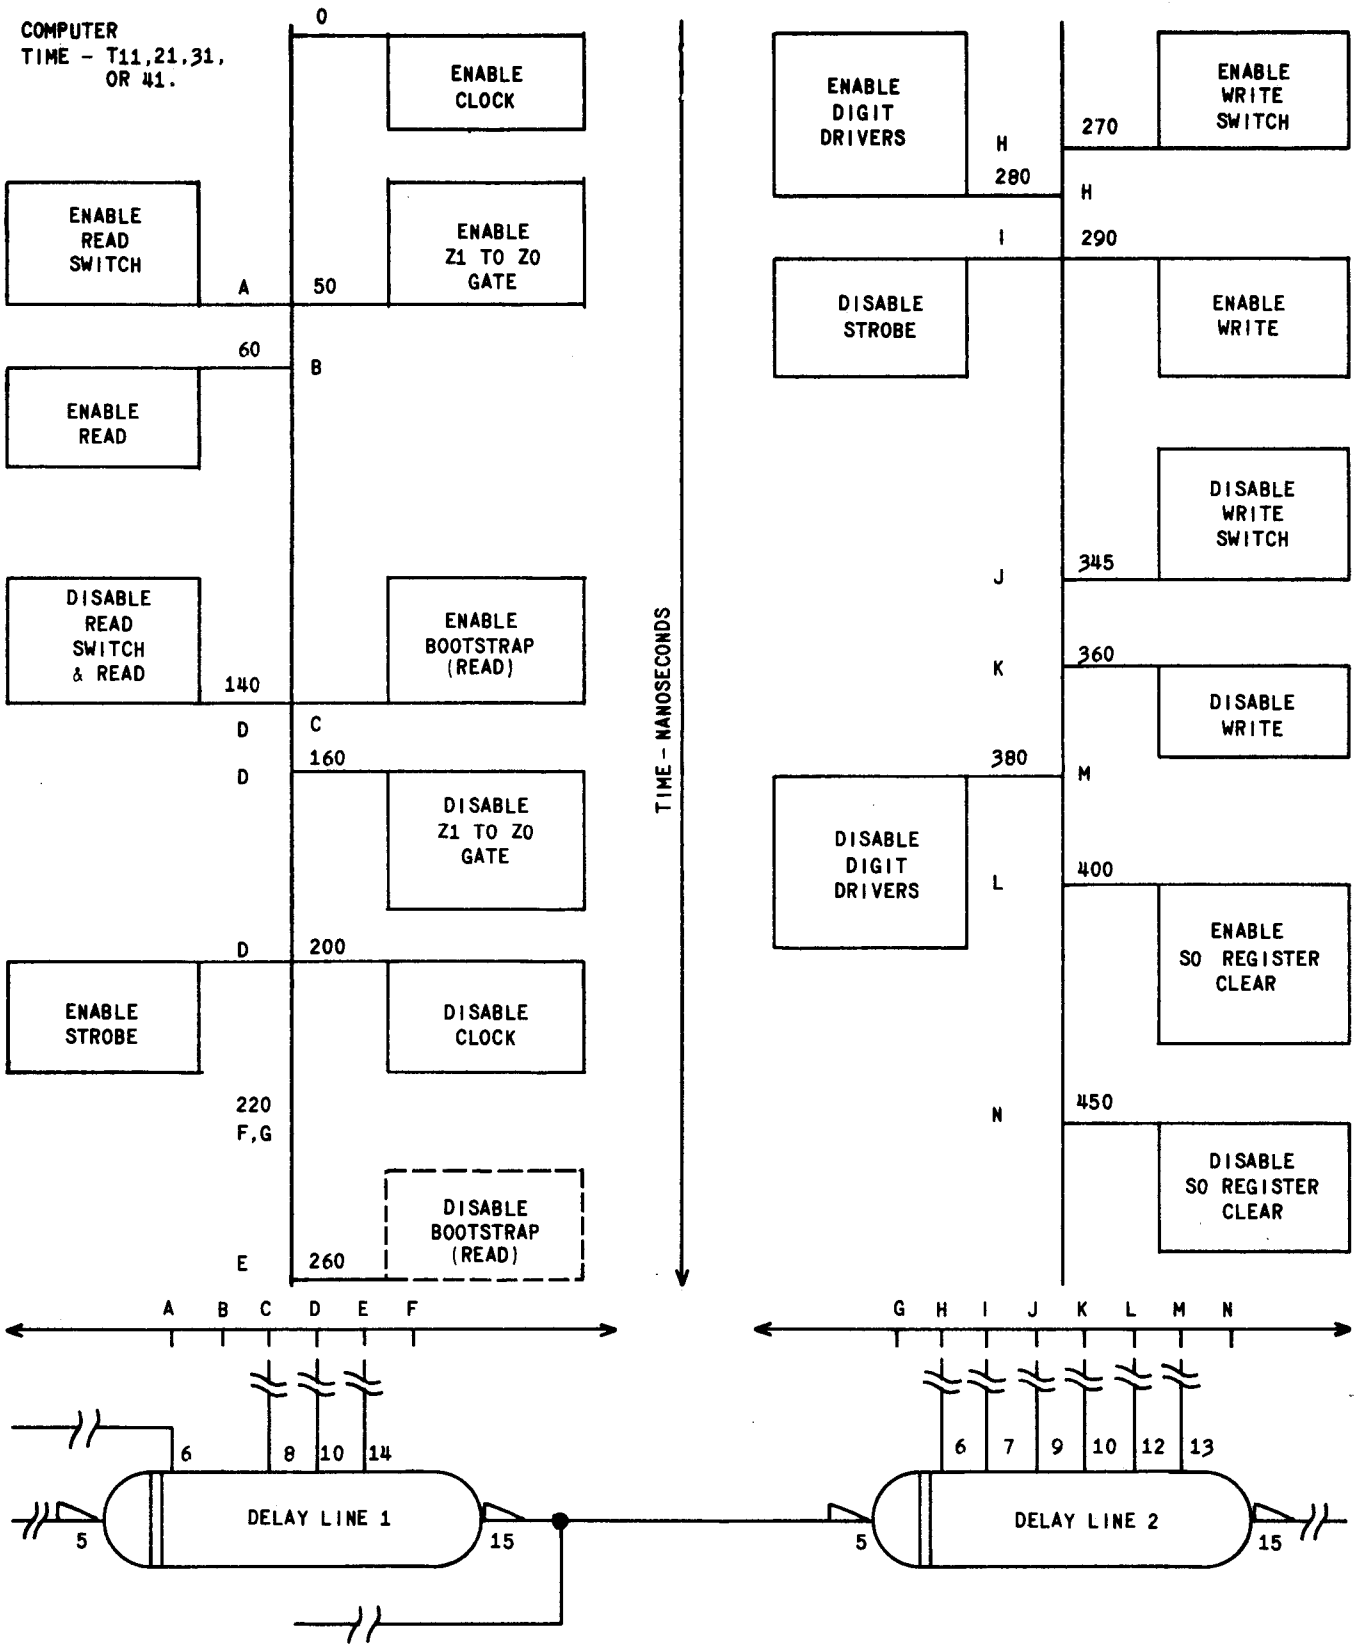 COMPUTER
TIME - T11,21,31,
OR 41.
0
ENABLE
CLOCK
ENABLE
READ
SWITCH
A
50
ENABLE
Z1 TO Z0
GATE
60
B
ENABLE
READ
DISABLE
READ
SWITCH
& READ
140
ENABLE
BOOTSTRAP
(READ)
D
C
160
D
DISABLE
Z1 TO Z0
GATE
D
200
ENABLE
STROBE
DISABLE
CLOCK
220
F,G
DISABLE
BOOTSTRAP
(READ)
E
260
TIME - NANOSECONDS
ENABLE
DIGIT
DRIVERS
H
280
270
ENABLE
WRITE
SWITCH
H
I
290
DISABLE
STROBE
ENABLE
WRITE
DISABLE
WRITE
SWITCH
J
345
K
360
DISABLE
WRITE
380
M
DISABLE
DIGIT
DRIVERS
L
400
ENABLE
SO REGISTER
CLEAR
N
450
DISABLE
SO REGISTER
CLEAR
A B C D E F
G H I J K L M N
6 8 10 14
6 7 9 10 12 13
5
DELAY LINE 1
15
5
DELAY LINE 2
15